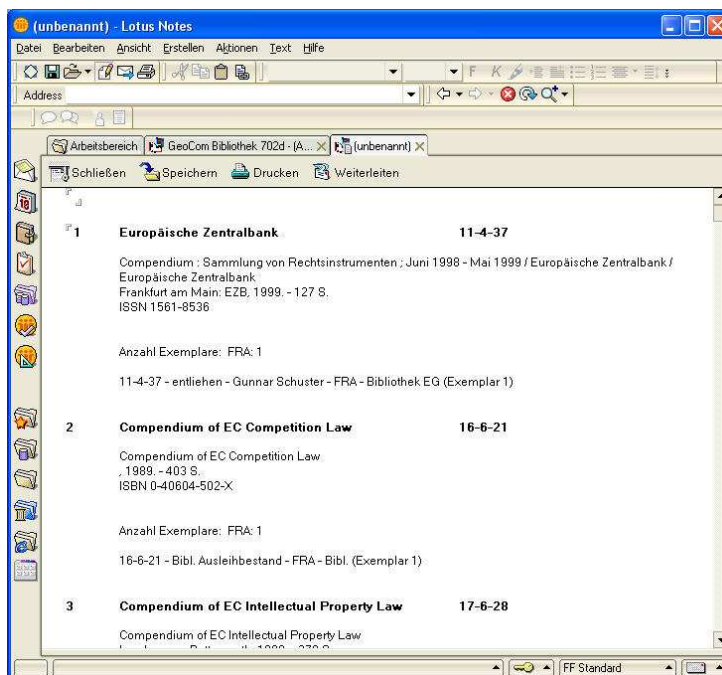 (unbenannt) - Lotus Notes
Datei Bearbeiten Ansicht Erstellen Aktionen Text Hilfe
F K
Address
Arbeitsbereich GeoCom Bibliothek 702d - (A... (unbenannt)
Schließen Speichern Drucken Weiterleiten
1 Europäische Zentralbank 11-4-37
Compendium : Sammlung von Rechtsinstrumenten ; Juni 1998 - Mai 1999 / Europäische Zentralbank /
Europäische Zentralbank
Frankfurt am Main: EZB, 1999. - 127 S.
ISSN 1561-8536
Anzahl Exemplare: FRA: 1
11-4-37 - entliehen - Gunnar Schuster - FRA - Bibliothek EG (Exemplar 1)
2 Compendium of EC Competition Law 16-6-21
Compendium of EC Competition Law
, 1989. - 403 S.
ISBN 0-40604-502-X
Anzahl Exemplare: FRA: 1
16-6-21 - Bibl. Ausleihbestand - FRA - Bibl. (Exemplar 1)
3 Compendium of EC Intellectual Property Law 17-6-28
Compendium of EC Intellectual Property Law
FF Standard